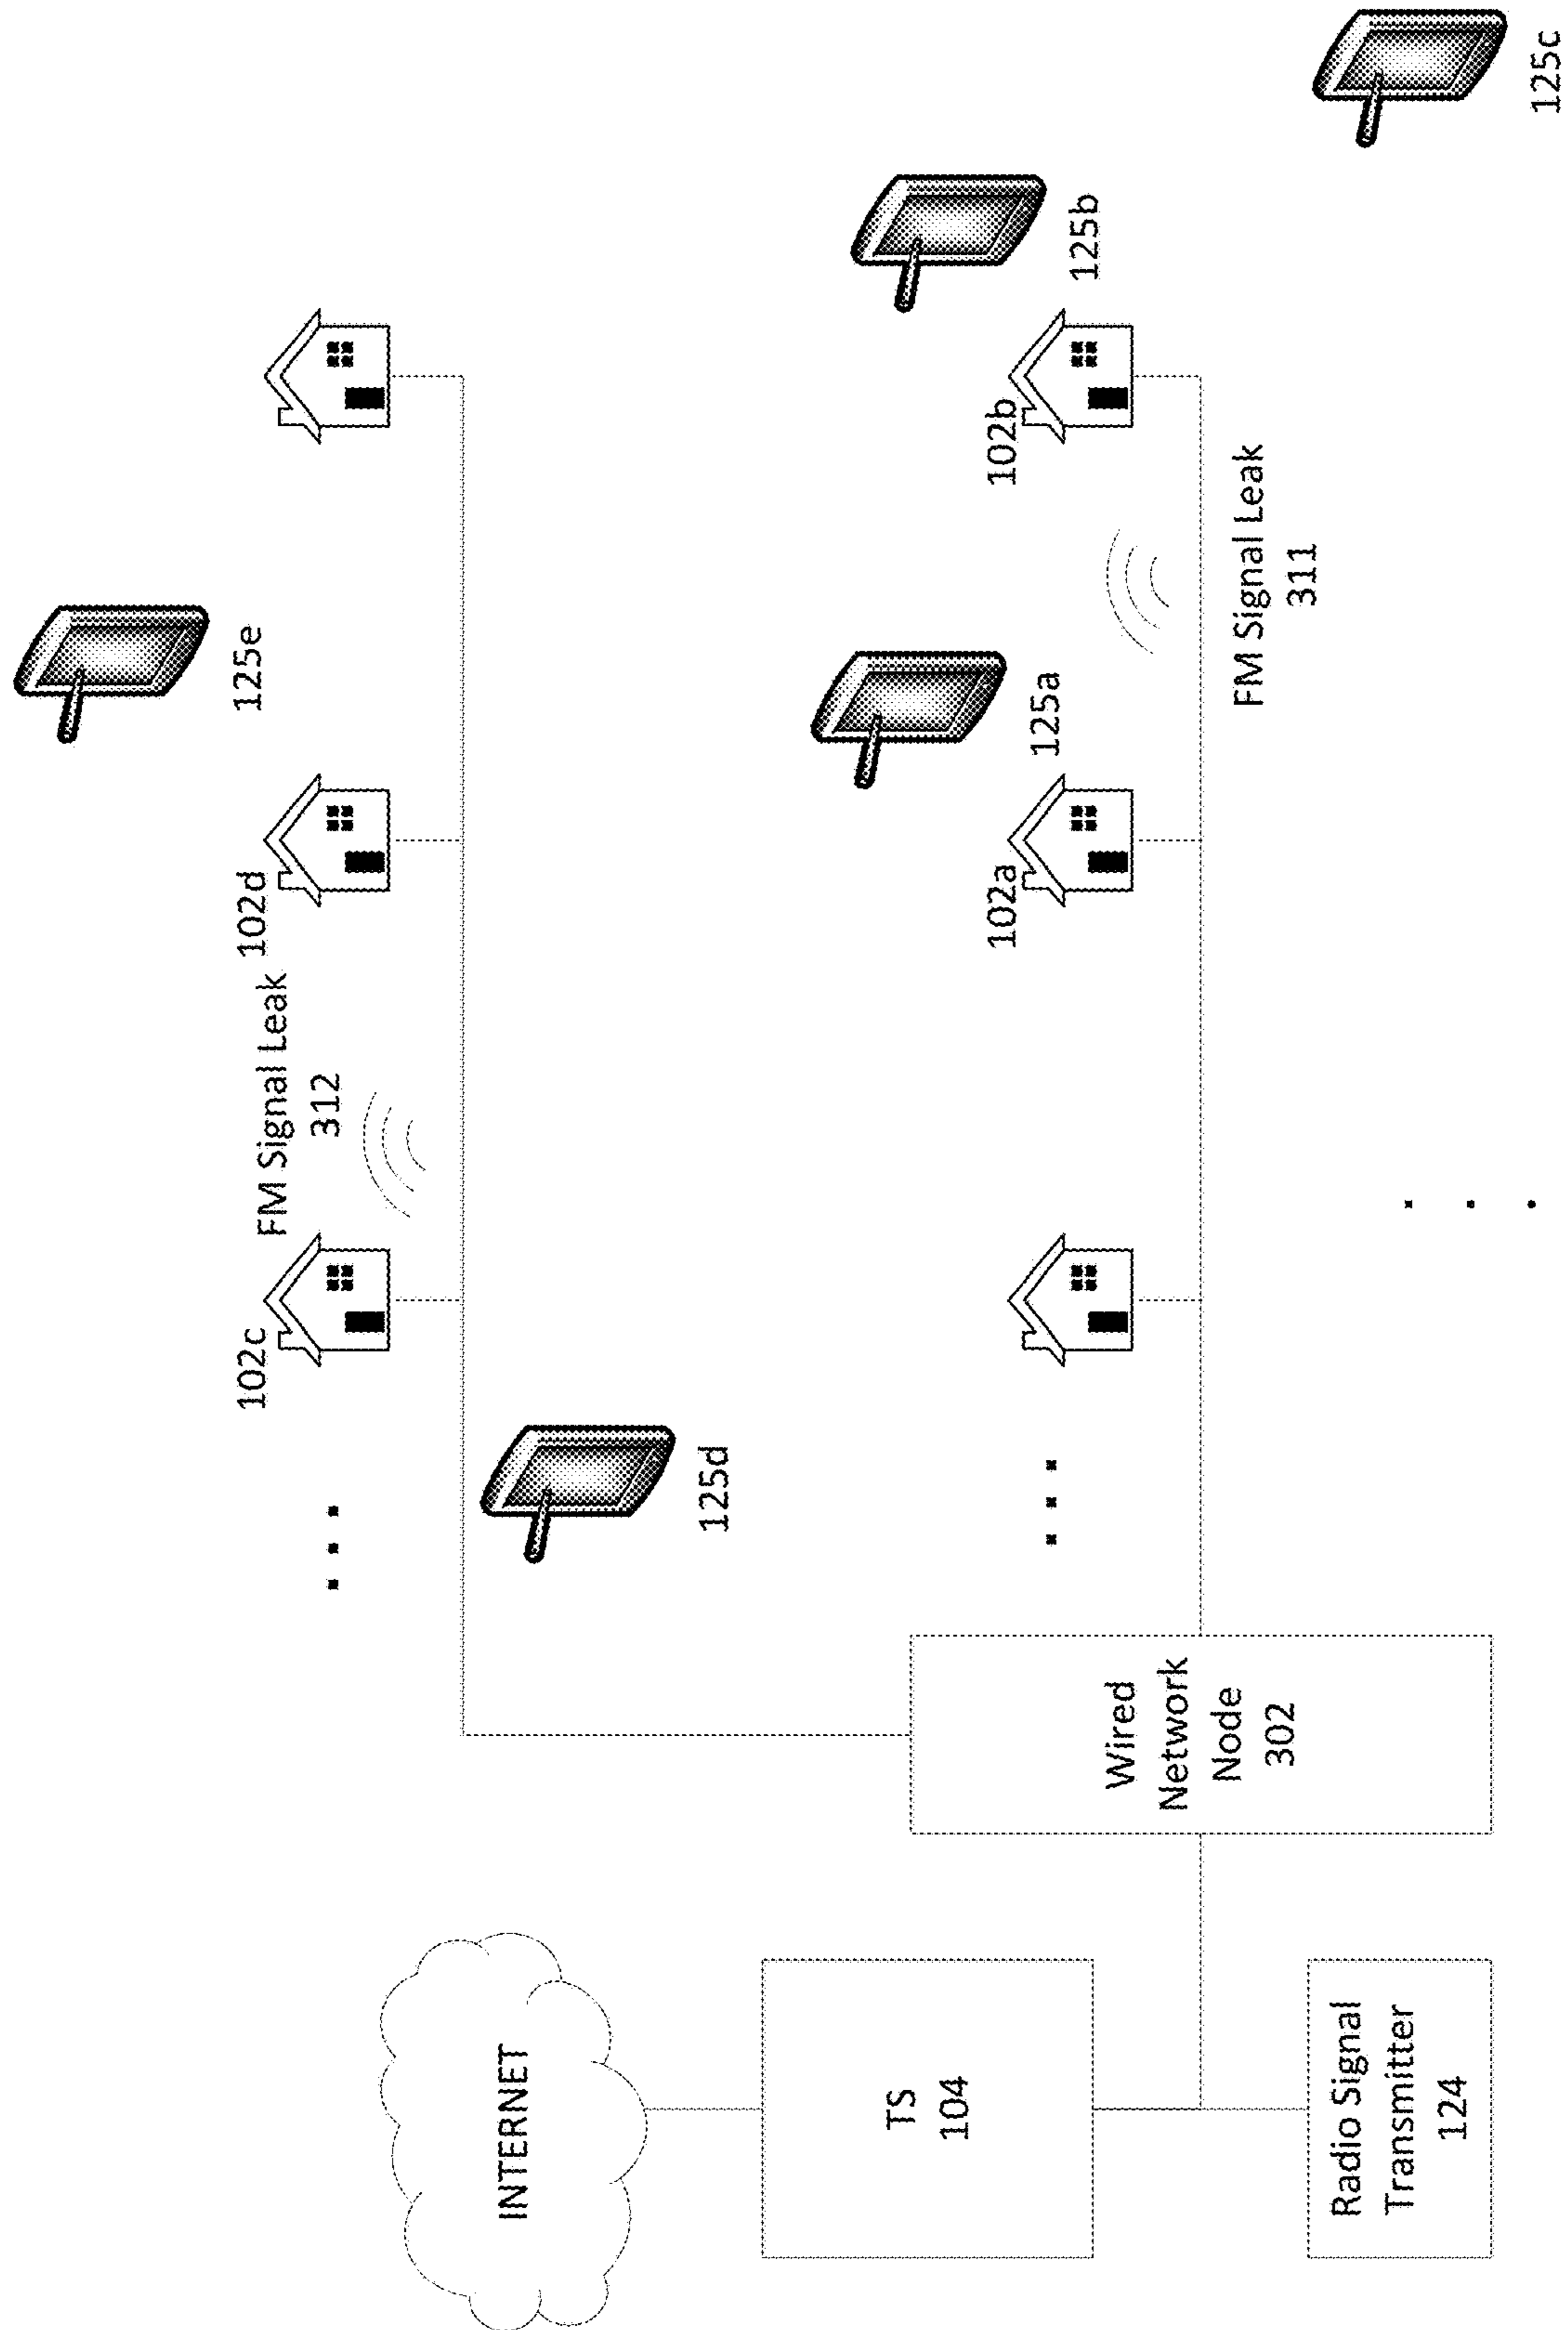 INTERNET
TS
104
Radio Signal
Transmitter
124
Wired
Network
Node
302
102c
FM Signal Leak
312
102d
125e
125d
102a
125a
102b
125b
FM Signal Leak
311
125c